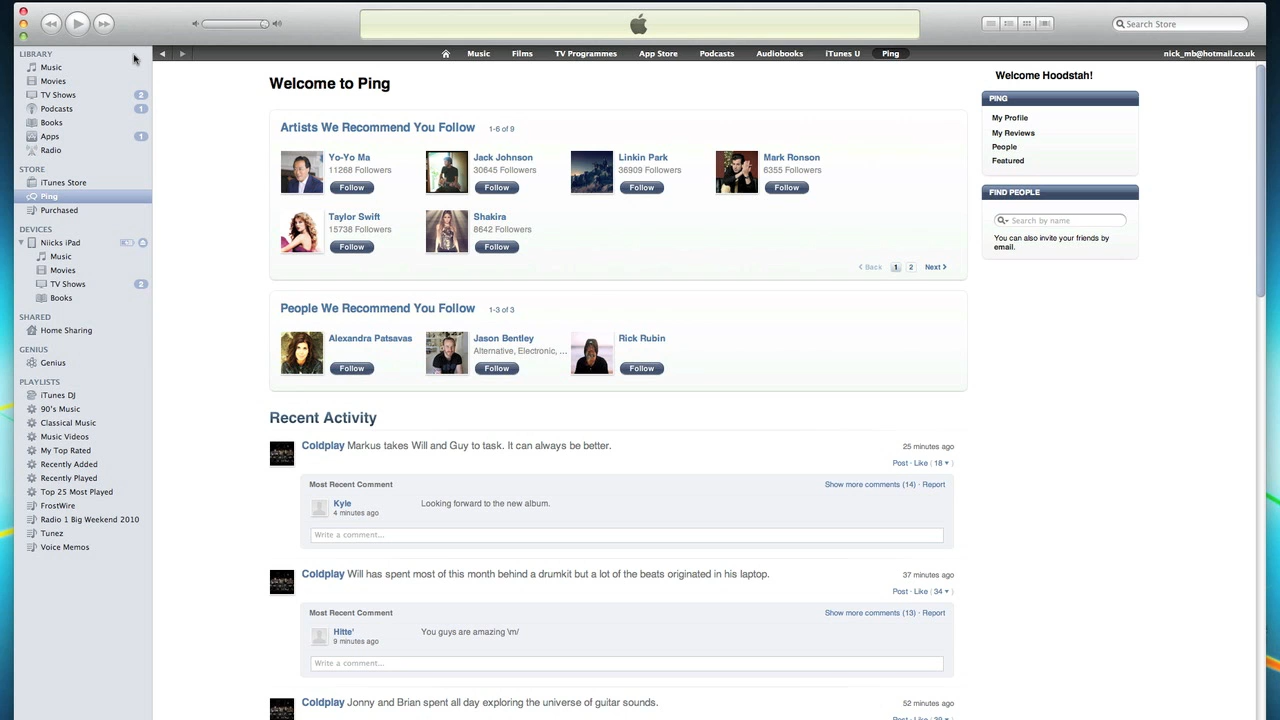 Search Store
LIBRARY
Music
Movies
TV Shows 2
Podcasts 1
Books
Apps 1
Radio
STORE
iTunes Store
Ping
Purchased
DEVICES
Niicks iPad
Music
Movies
TV Shows 2
Books
SHARED
Home Sharing
GENIUS
Genius
PLAYLISTS
iTunes DJ
90's Music
Classical Music
Music Videos
My Top Rated
Recently Added
Recently Played
Top 25 Most Played
FrostWire
Radio 1 Big Weekend 2010
Tunez
Voice Memos
Music Films TV Programmes App Store Podcasts Audiobooks iTunes U Ping nick_mb@hotmail.co.uk
Welcome to Ping
Artists We Recommend You Follow 1-6 of 9
Yo-Yo Ma
11268 Followers
Follow
Jack Johnson
30645 Followers
Follow
Linkin Park
36909 Followers
Follow
Mark Ronson
6355 Followers
Follow
Taylor Swift
15738 Followers
Follow
Shakira
8642 Followers
Follow
< Back 1 2 Next >
People We Recommend You Follow 1-3 of 3
Alexandra Patsavas
Follow
Jason Bentley
Alternative, Electronic, ...
Follow
Rick Rubin
Follow
Recent Activity
Coldplay Markus takes Will and Guy to task. It can always be better. 25 minutes ago
Post · Like ( 18 ▾ )
Most Recent Comment Show more comments (14) · Report
Kyle Looking forward to the new album.
4 minutes ago
Write a comment...
Coldplay Will has spent most of this month behind a drumkit but a lot of the beats originated in his laptop. 37 minutes ago
Post · Like ( 34 ▾ )
Most Recent Comment Show more comments (13) · Report
Hitte' You guys are amazing \m/
9 minutes ago
Write a comment...
Coldplay Jonny and Brian spent all day exploring the universe of guitar sounds. 52 minutes ago
Post · Like
Welcome Hoodstah!
PING
My Profile
My Reviews
People
Featured
FIND PEOPLE
Search by name
You can also invite your friends by
email.